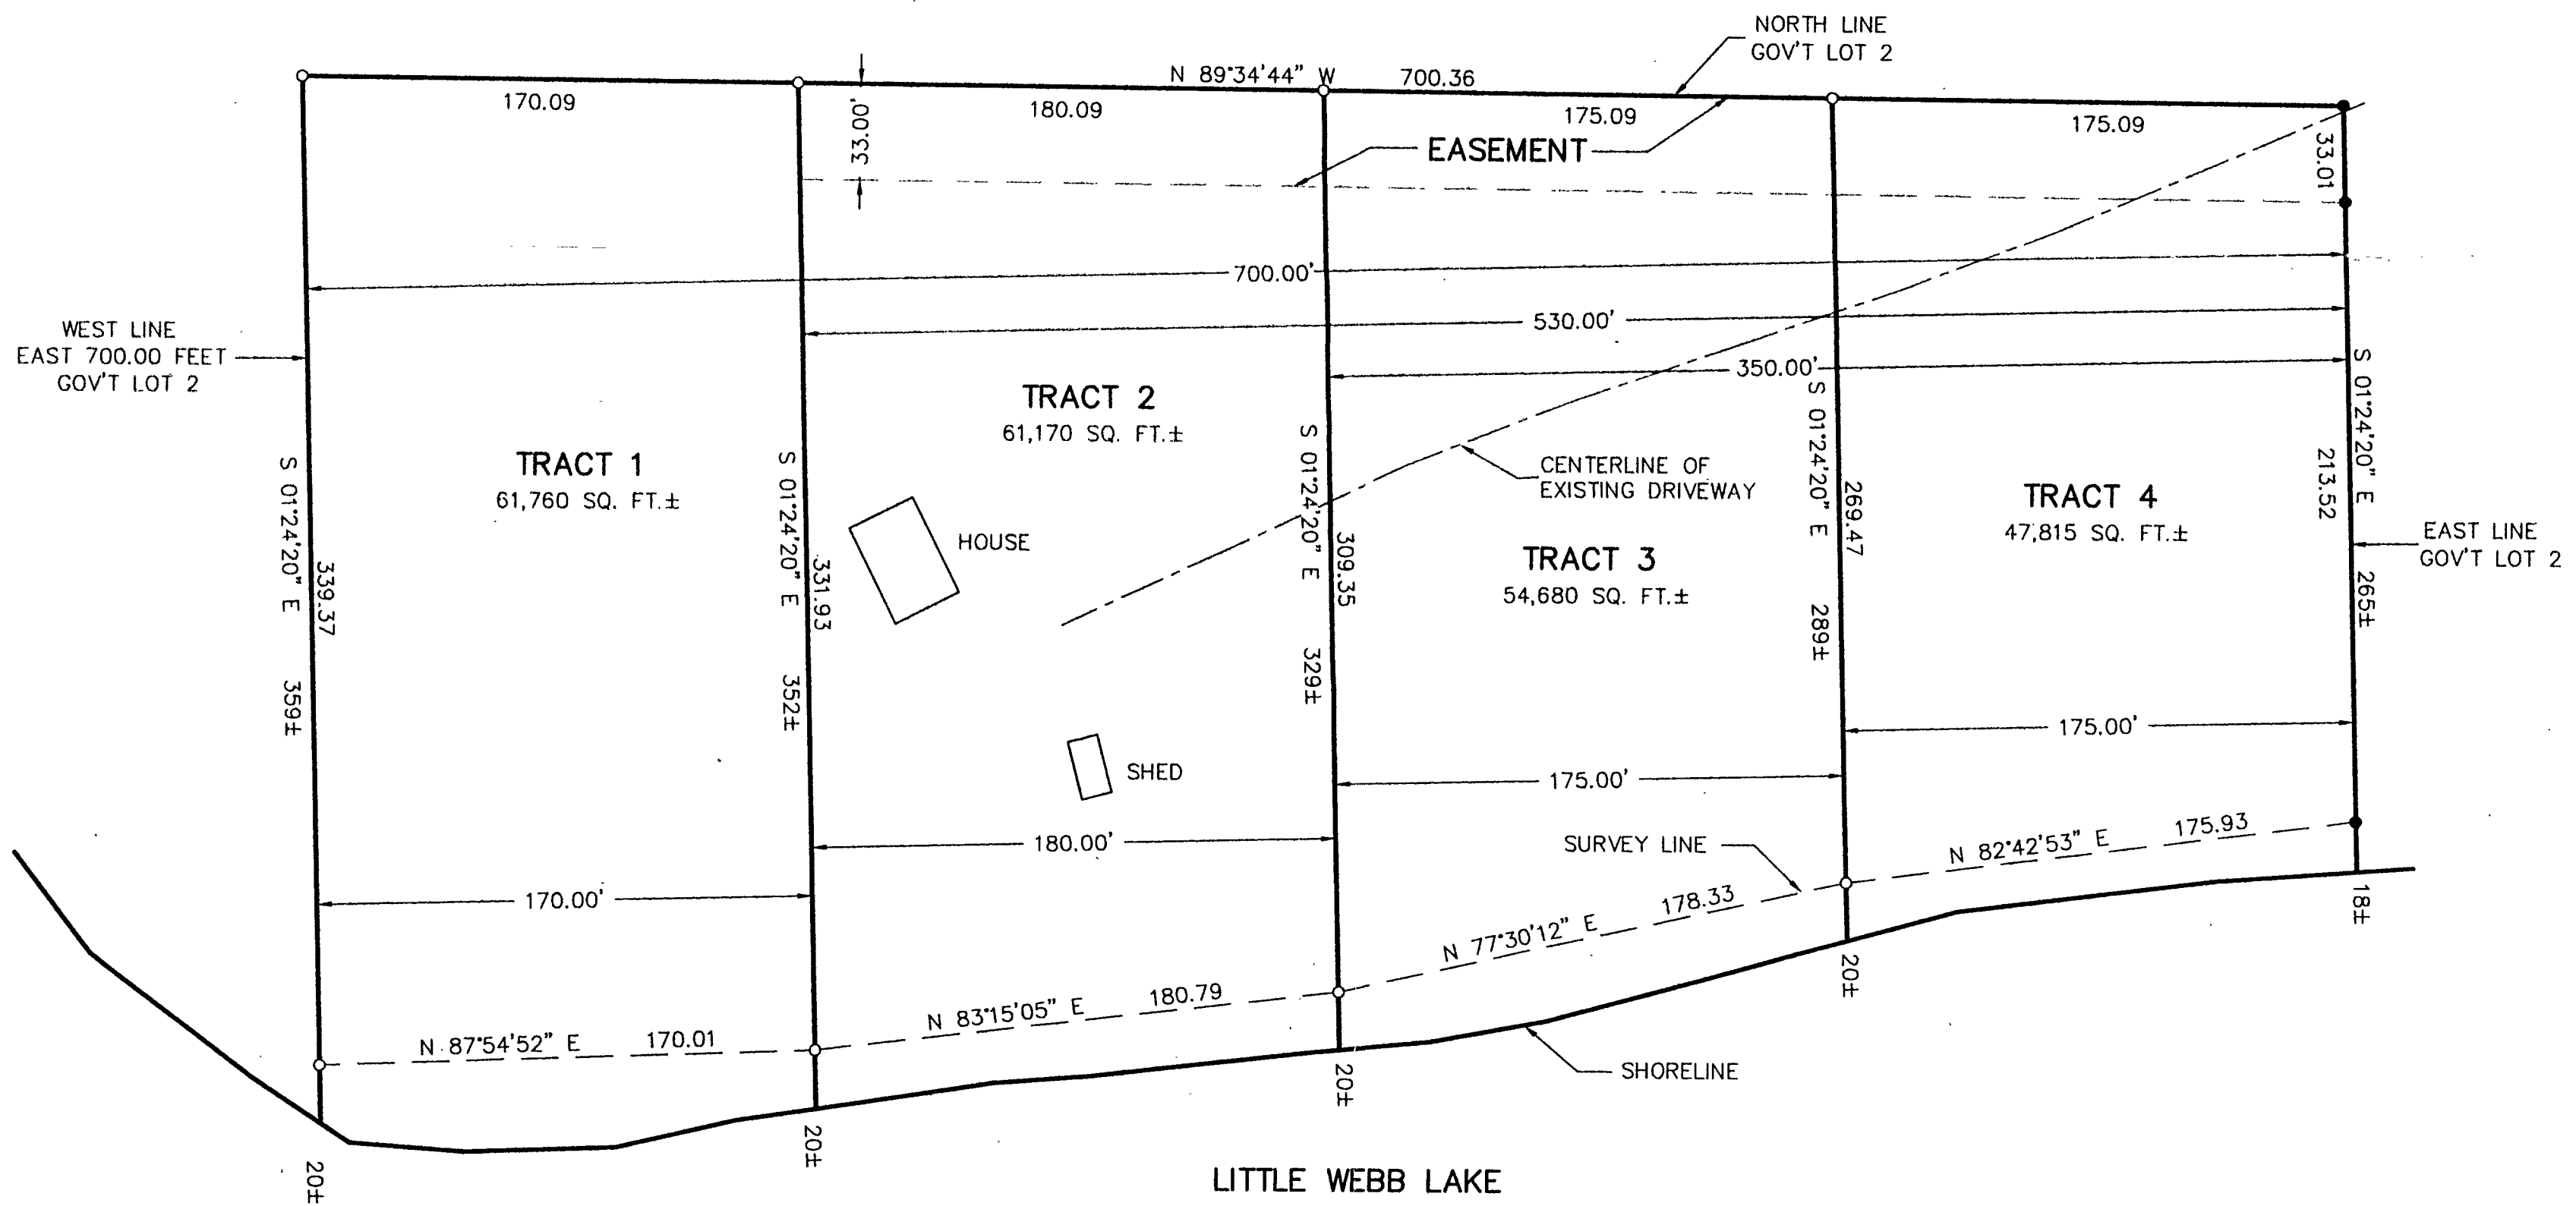 NORTH LINE
GOV'T LOT 2
N 89°34'44" W 700.36
170.09
180.09
175.09
175.09
33.00'
EASEMENT
33.01
700.00'
530.00'
350.00'
WEST LINE
EAST 700.00 FEET
GOV'T LOT 2
TRACT 1
61,760 SQ. FT.±
TRACT 2
61,170 SQ. FT.±
TRACT 3
54,680 SQ. FT.±
TRACT 4
47,815 SQ. FT.±
HOUSE
SHED
CENTERLINE OF
EXISTING DRIVEWAY
EAST LINE
GOV'T LOT 2
S 01°24'20" E
339.37
359±
S 01°24'20" E
331.93
352±
S 01°24'20" E
309.35
329±
S 01°24'20" E
269.47
289±
S 01°24'20" E
213.52
265±
175.00'
175.00'
180.00'
170.00'
SURVEY LINE
N 82°42'53" E 175.93
N 77°30'12" E 178.33
N 83°15'05" E 180.79
N 87°54'52" E 170.01
18±
20±
20±
20±
20±
SHORELINE
LITTLE WEBB LAKE